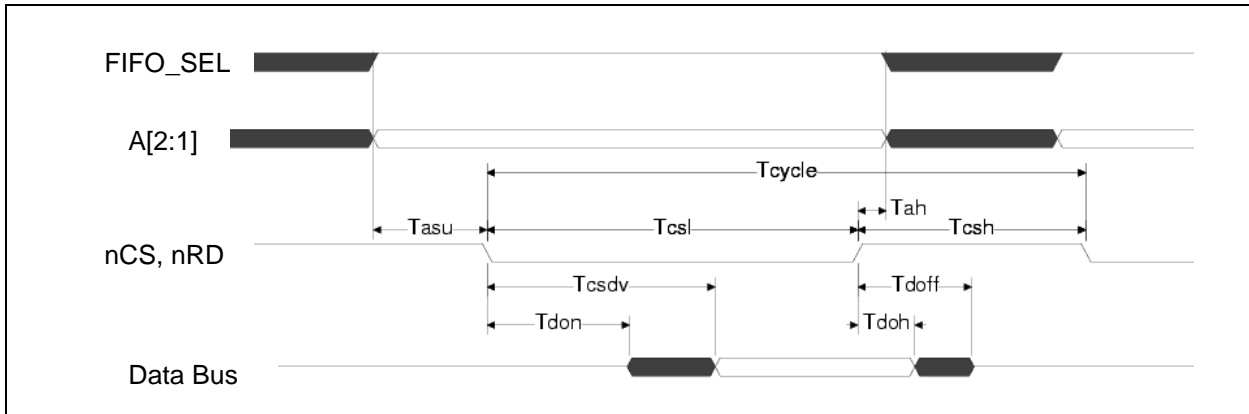 FIFO_SEL
A[2:1]
Tcycle
Tah
Tasu
Tcsl
Tcsh
nCS, nRD
Tcsdv
Tdoff
Tdon
Tdoh
Data Bus